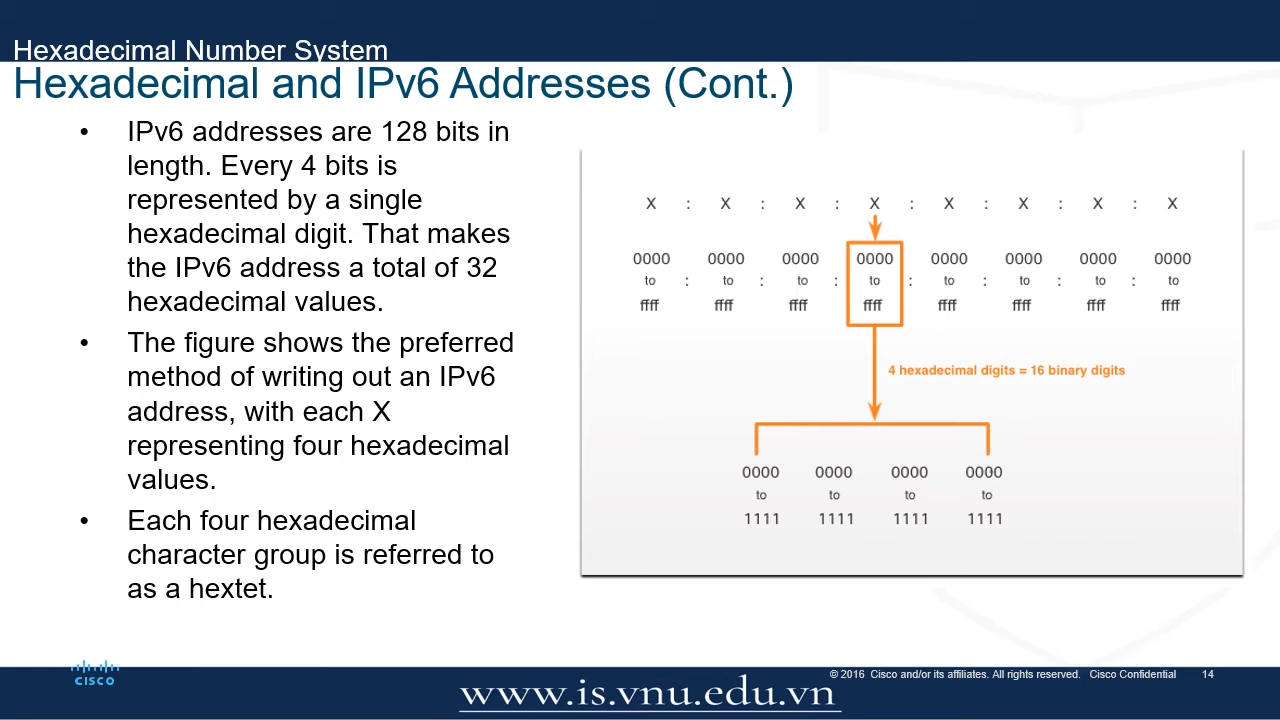 Hexadecimal Number System
Hexadecimal and IPv6 Addresses (Cont.)
• IPv6 addresses are 128 bits in
length. Every 4 bits is
represented by a single
hexadecimal digit. That makes
the IPv6 address a total of 32
hexadecimal values.
• The figure shows the preferred
method of writing out an IPv6
address, with each X
representing four hexadecimal
values.
• Each four hexadecimal
character group is referred to
as a hextet.
X : X : X : X : X : X : X : X
0000 0000 0000 0000 0000 0000 0000 0000
to : to : to : to : to : to : to : to
ffff ffff ffff ffff ffff ffff ffff ffff
4 hexadecimal digits = 16 binary digits
0000 0000 0000 0000
to to to to
1111 1111 1111 1111
CISCO
© 2016 Cisco and/or its affiliates. All rights reserved. Cisco Confidential 14
www.is.vnu.edu.vn